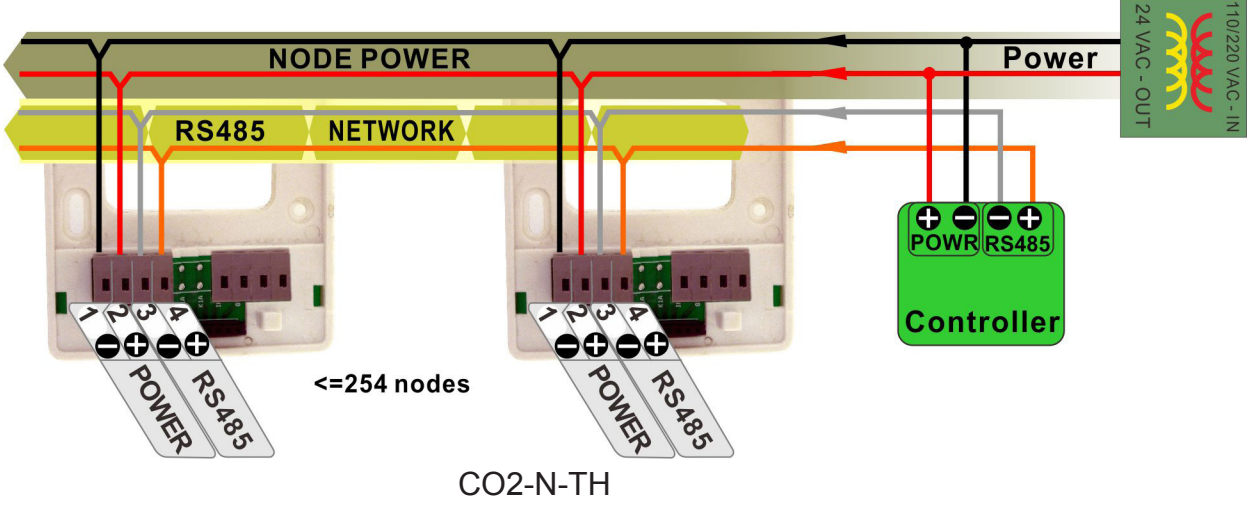 110/220 VAC - IN
24 VAC - OUT
NODE POWER
Power
RS485 NETWORK
POWR RS485
Controller
1 2 3 4
POWER
RS485
1 2 3 4
POWER
RS485
<=254 nodes
CO2-N-TH